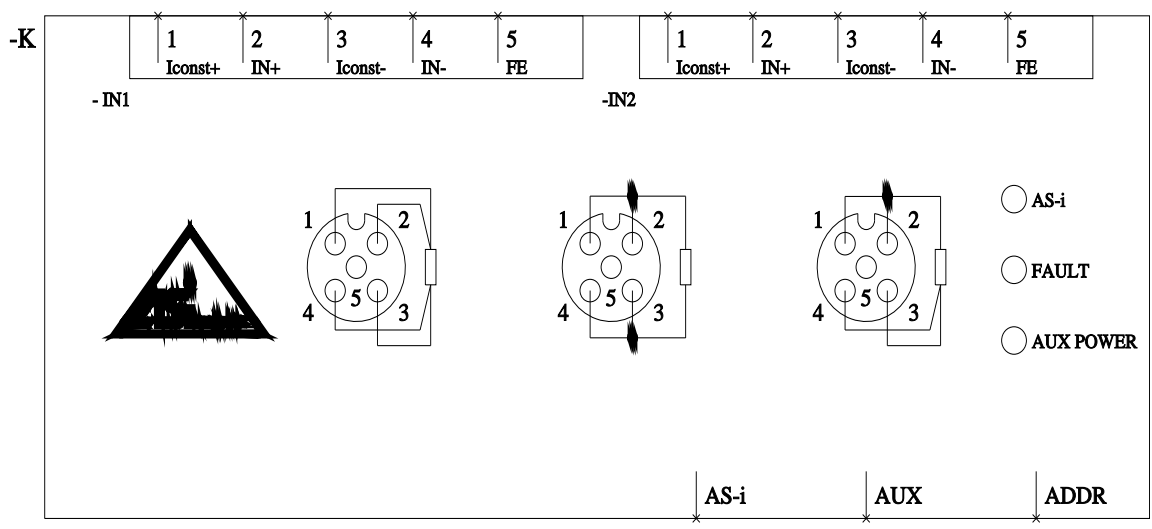 -K
1 2 3 4 5
Iconst+ IN+ Iconst- IN- FE
1 2 3 4 5
Iconst+ IN+ Iconst- IN- FE
- IN1
-IN2
1 2
5
4 3
1 2
5
4 3
1 2
5
4 3
AS-i
FAULT
AUX POWER
AS-i
AUX
ADDR